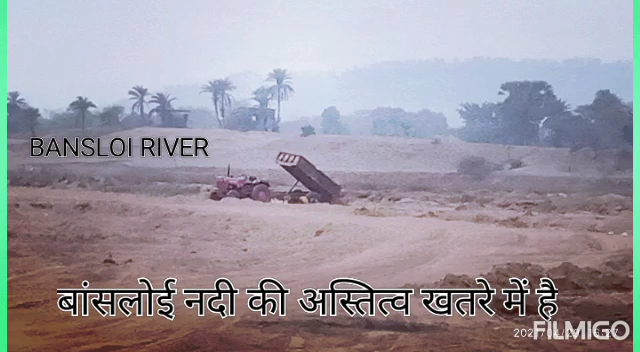 BANSLOI RIVER
बांसलोई नदी की अस्तित्व खतरे में है
FILMIGO